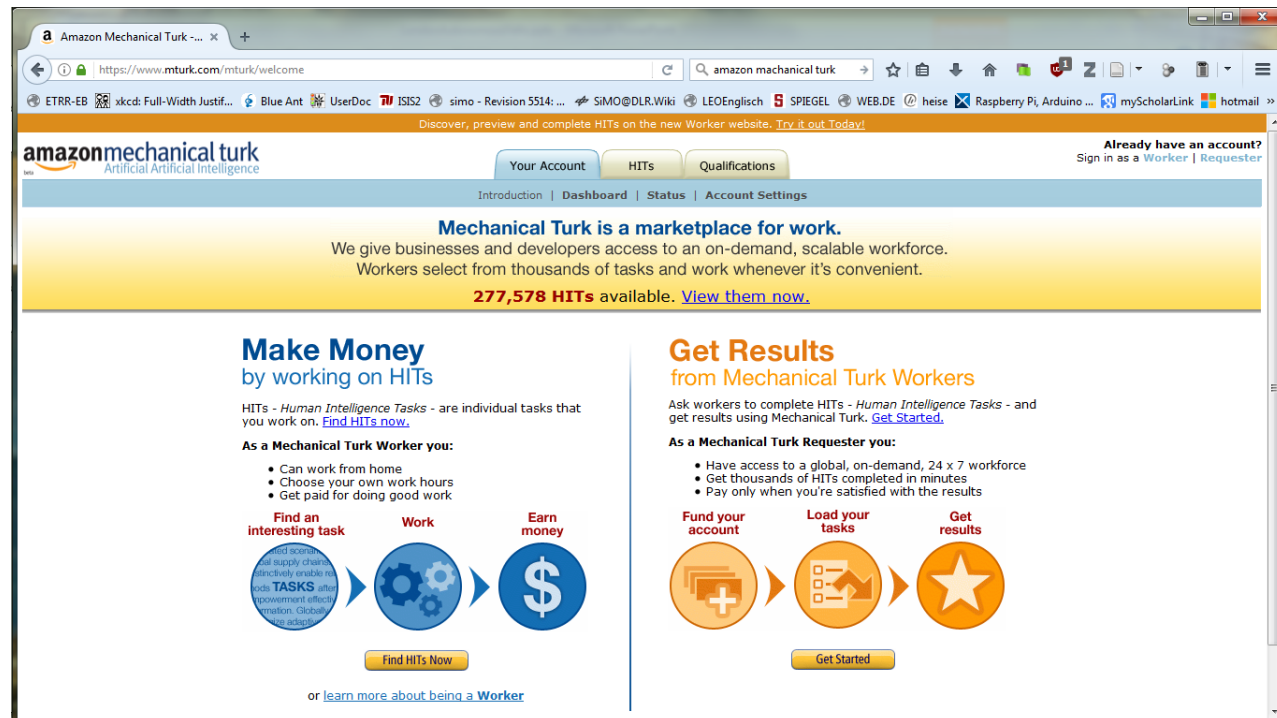 Amazon Mechanical Turk -... ×
https://www.mturk.com/mturk/welcome
amazon machanical turk
1
ETRR-EB xkcd: Full-Width Justif... Blue Ant UserDoc ISIS2 simo - Revision 5514: ... SiMO@DLR.Wiki LEOEnglisch SPIEGEL WEB.DE heise Raspberry Pi, Arduino ... myScholarLink hotmail »
Discover, preview and complete HITs on the new Worker website. Try it out Today!
amazonmechanical turk
beta
Artificial Artificial Intelligence
Your Account HITs Qualifications
Already have an account?
Sign in as a Worker | Requester
Introduction | Dashboard | Status | Account Settings
Mechanical Turk is a marketplace for work.
We give businesses and developers access to an on-demand, scalable workforce.
Workers select from thousands of tasks and work whenever it's convenient.
277,578 HITs available. View them now.
Make Money
by working on HITs
HITs - Human Intelligence Tasks - are individual tasks that
you work on. Find HITs now.
As a Mechanical Turk Worker you:
• Can work from home
• Choose your own work hours
• Get paid for doing good work
Find an
interesting task
Work
Earn
money
TASKS
$
Find HITs Now
or learn more about being a Worker
Get Results
from Mechanical Turk Workers
Ask workers to complete HITs - Human Intelligence Tasks - and
get results using Mechanical Turk. Get Started.
As a Mechanical Turk Requester you:
• Have access to a global, on-demand, 24 x 7 workforce
• Get thousands of HITs completed in minutes
• Pay only when you're satisfied with the results
Fund your
account
Load your
tasks
Get
results
Get Started